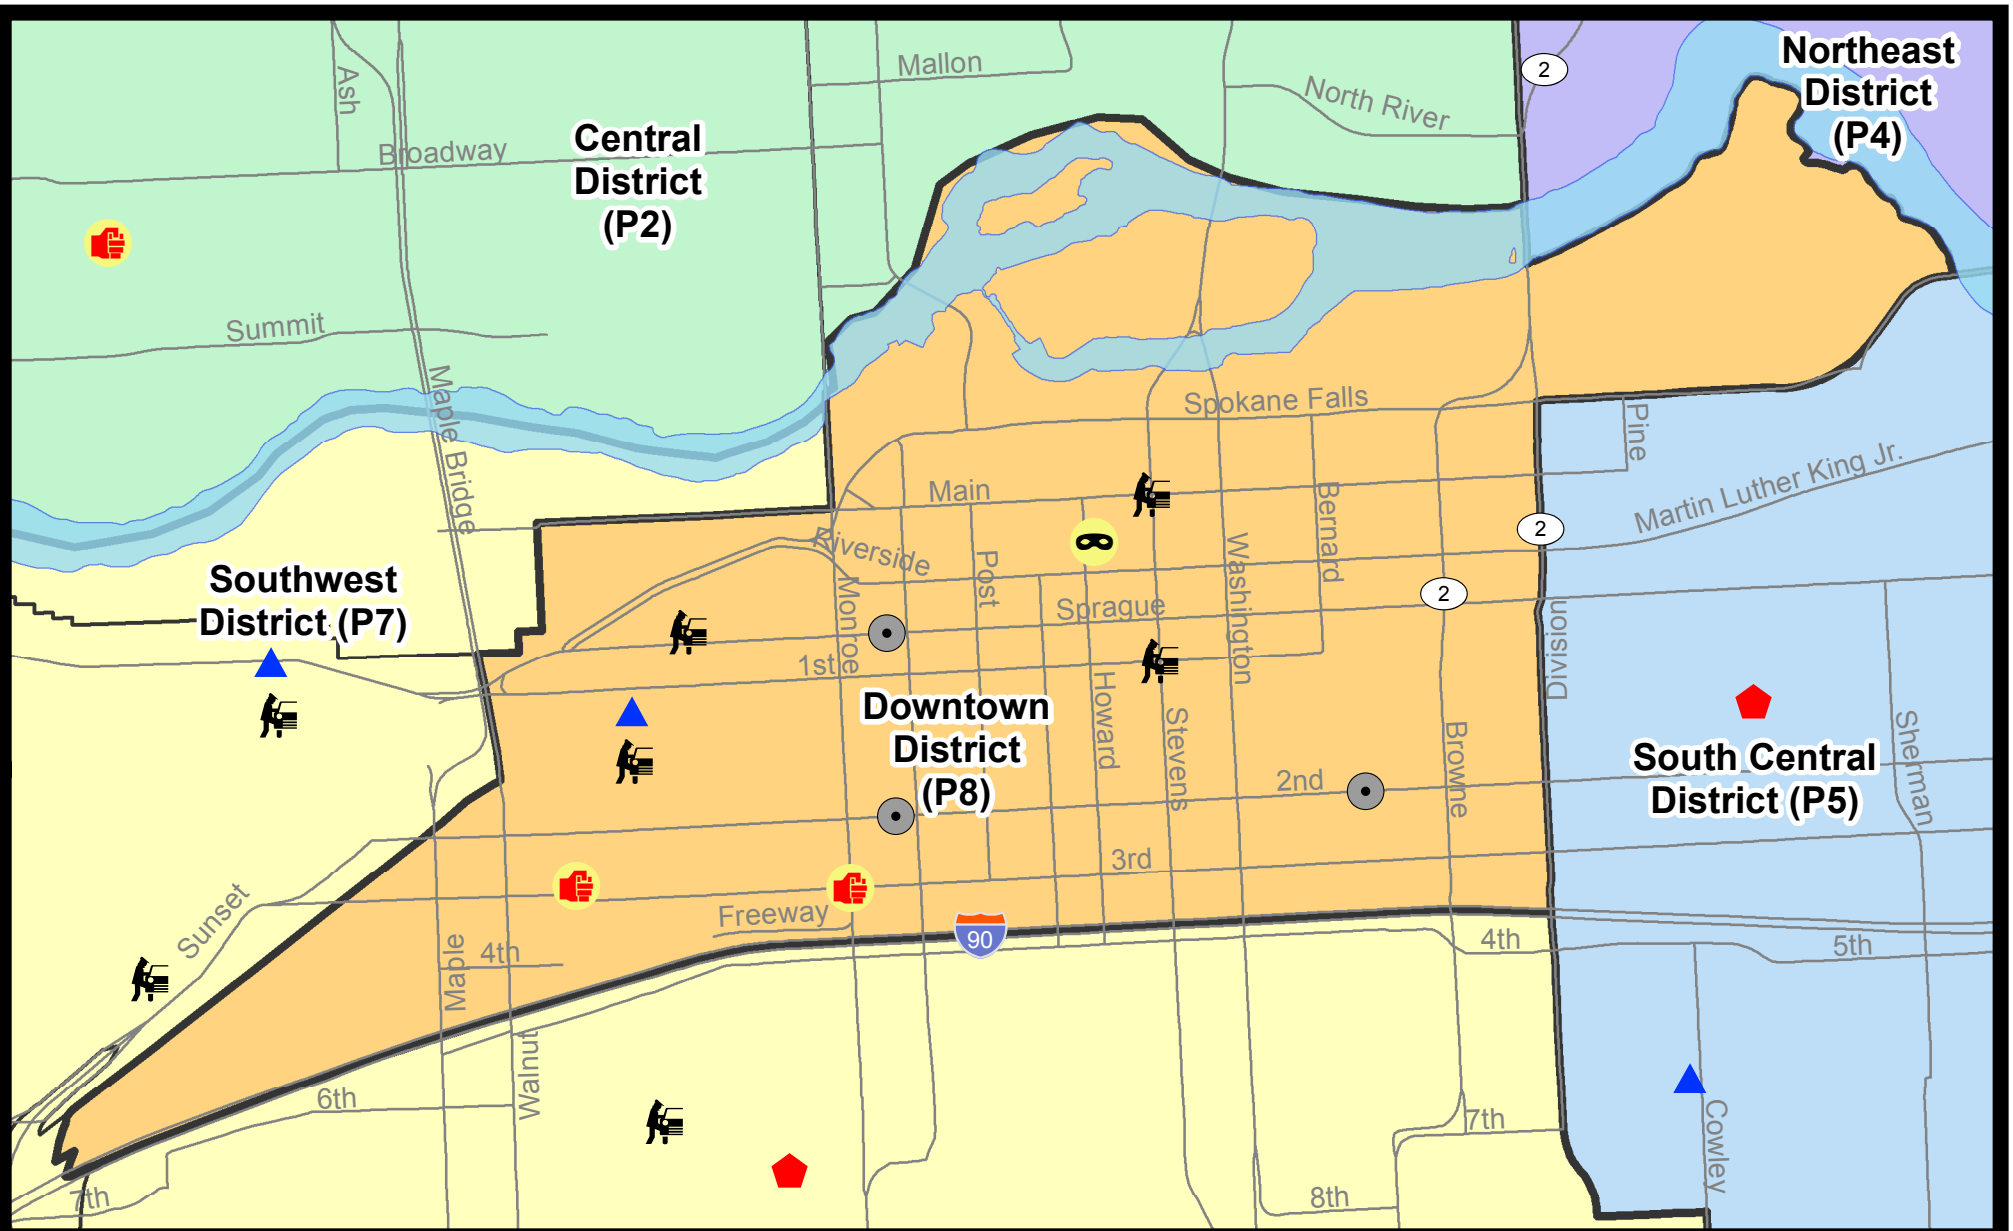 Ash
Mallon
2
Northeast
District
(P4)
North River
Central
District
(P2)
Broadway
Summit
Maple Bridge
Spokane Falls
Pine
Martin Luther King Jr.
Main
Bernard
2
Riverside
Southwest
District (P7)
Post
Washington
Monroe
Sprague
2
Division
1st
Downtown
District
(P8)
Howard
Stevens
Browne
Sherman
South Central
District (P5)
2nd
3rd
Freeway
Sunset
90
Maple
4th
4th
5th
Walnut
6th
Cowley
7th
7th
8th